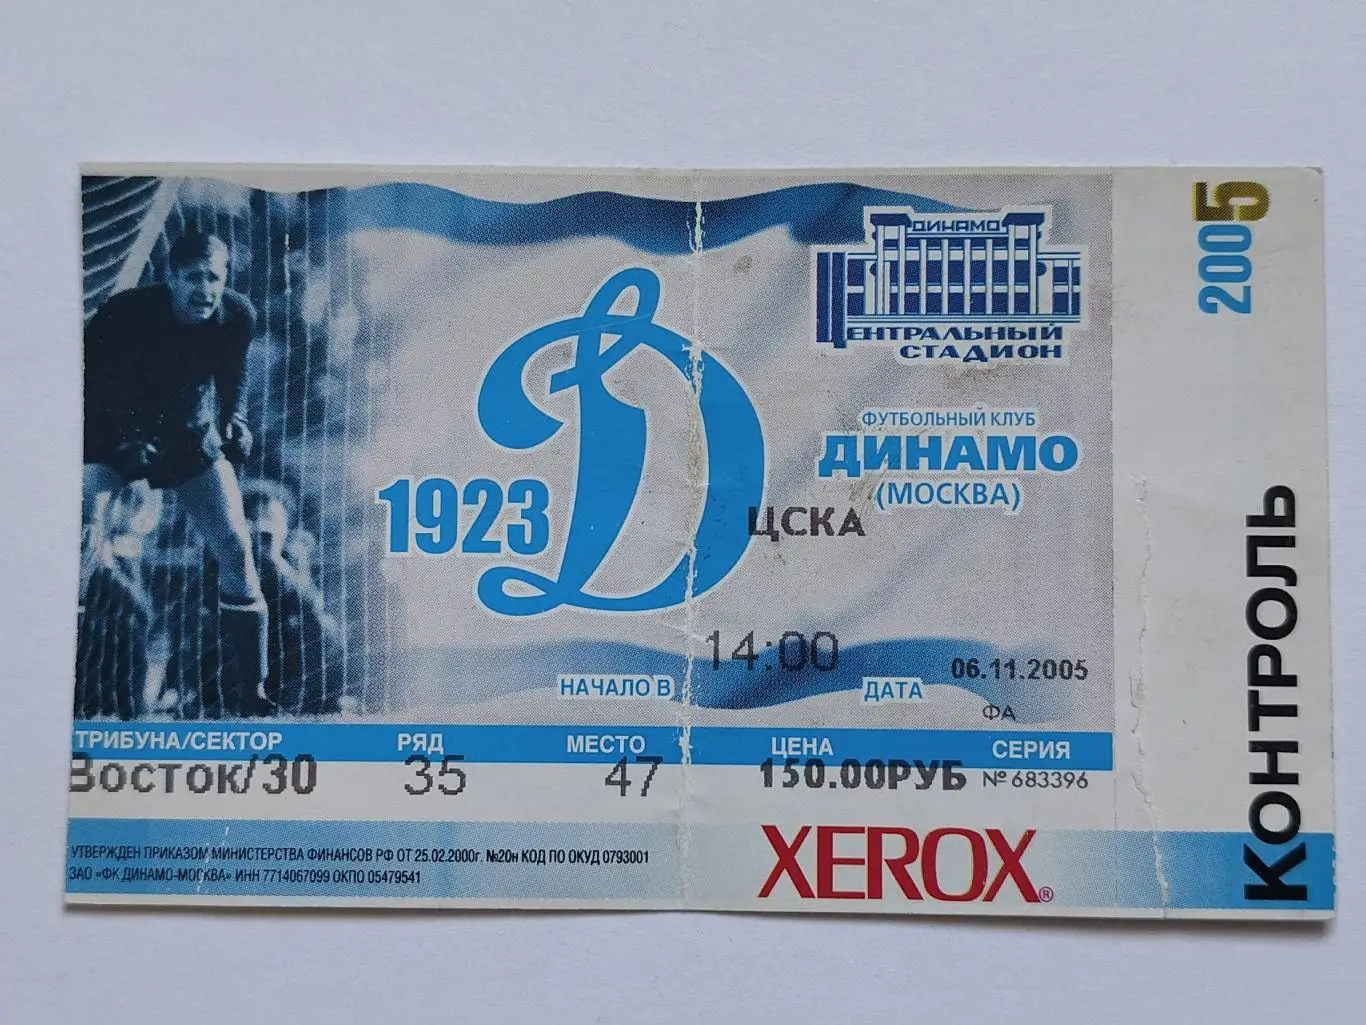 ДИНАМО
ЦЕНТРАЛЬНЫЙ
СТАДИОН
ФУТБОЛЬНЫЙ КЛУБ
ДИНАМО
(МОСКВА)
1923
Д
ЦСКА
НАЧАЛО В 14:00
ДАТА 06.11.2005
ФА
ТРИБУНА/СЕКТОР РЯД МЕСТО ЦЕНА СЕРИЯ
Восток/30 35 47 150.00РУБ № 683396
УТВЕРЖДЕН ПРИКАЗОМ МИНИСТЕРСТВА ФИНАНСОВ РФ ОТ 25.02.2000г. №20н КОД ПО ОКУД 0793001
ЗАО «ФК ДИНАМО-МОСКВА» ИНН 7714067099 ОКПО 05479541
XEROX®
2005
КОНТРОЛЬ